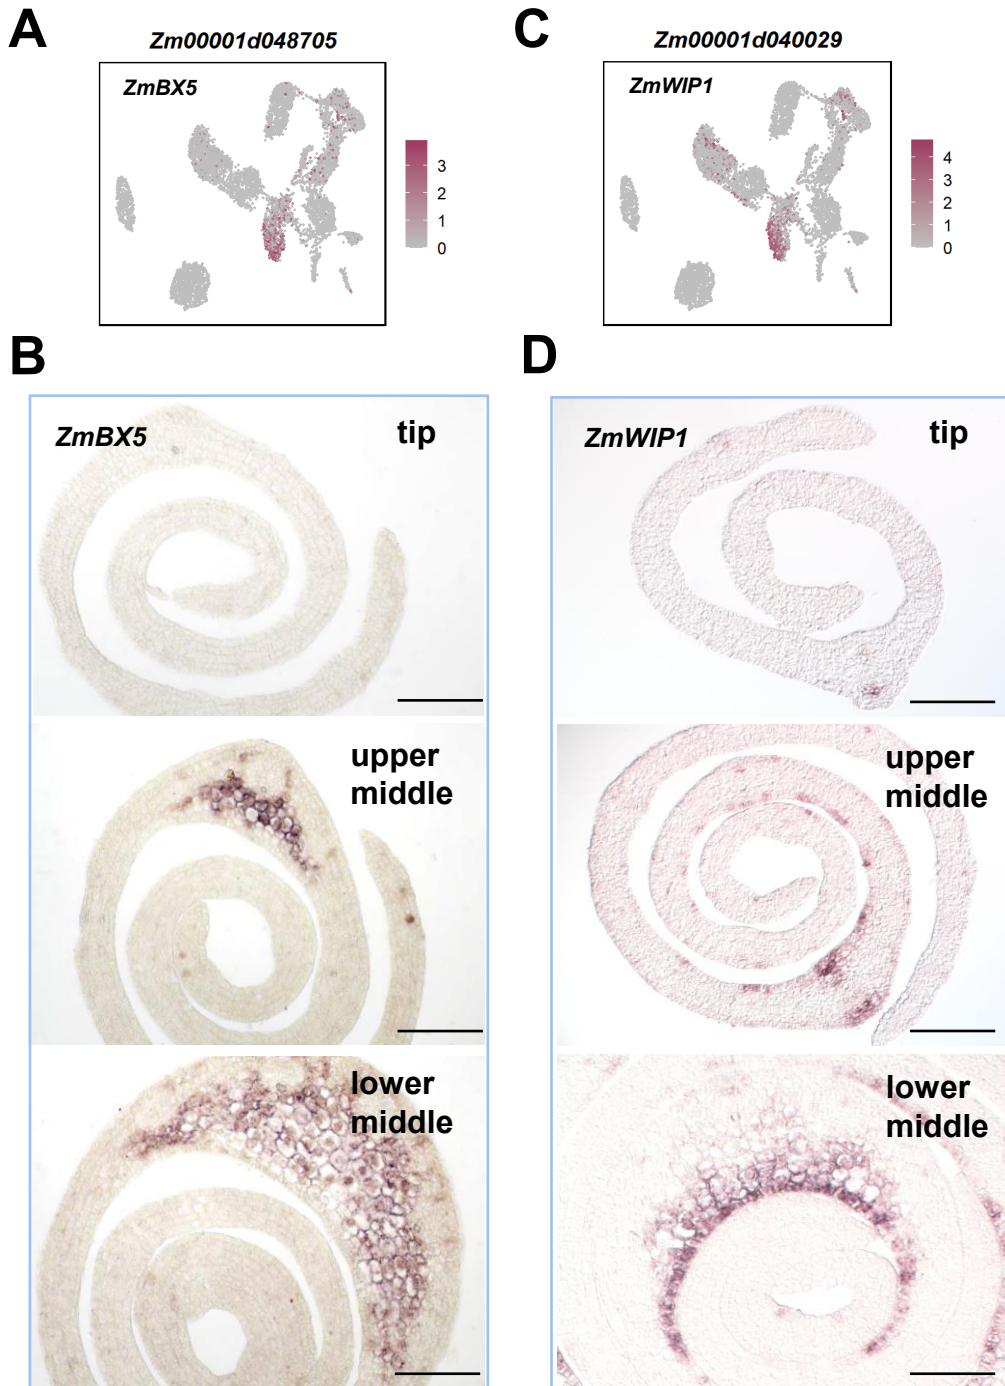 A
Zm00001d048705
ZmBX5
3
2
1
0
C
Zm00001d040029
ZmWIP1
4
3
2
1
0
B
ZmBX5
tip
upper
middle
lower
middle
D
ZmWIP1
tip
upper
middle
lower
middle